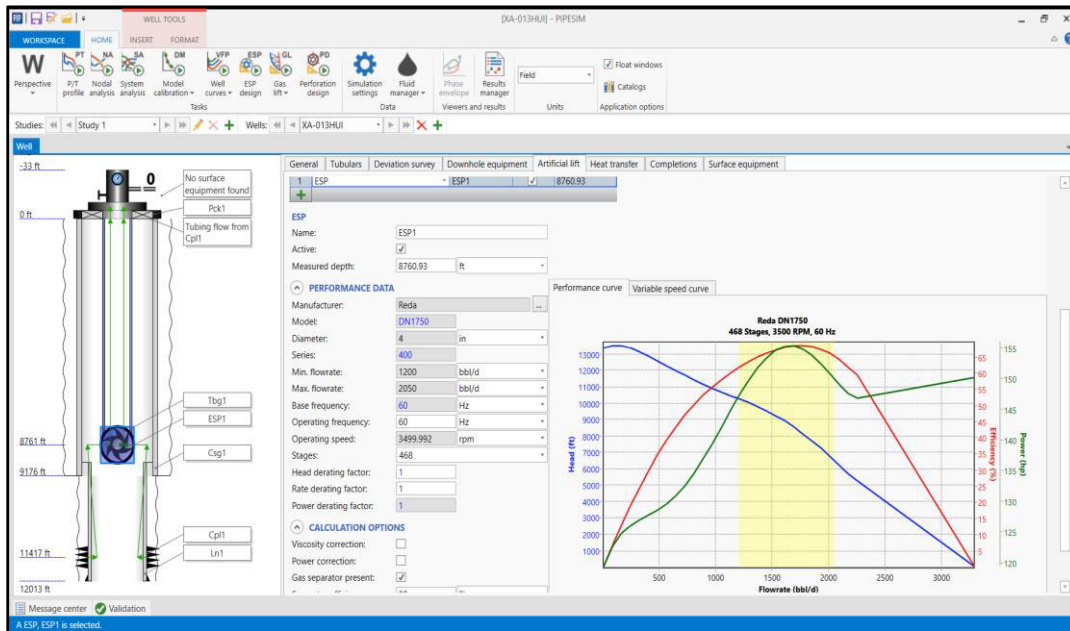 [XA-013HUI] - PIPESIM
WELL TOOLS
WORKSPACE HOME INSERT FORMAT
W PT NA SA DM VFP ESP GL PD
Perspective P/T profile Nodal analysis System analysis Model calibration Well curves ESP design Gas lift Perforation design Simulation settings Fluid manager Phase envelope Results manager Field Float windows Catalogs
Tasks Data Viewers and results Units Application options
Studies: Study 1 Wells: XA-013HUI
Well
-33 ft
0
No surface equipment found
0 ft
Pck1
Tubing flow from Cpl1
Tbg1
ESP1
8761 ft
Csg1
9176 ft
Cpl1
11417 ft
Ln1
12013 ft
General Tubulars Deviation survey Downhole equipment Artificial lift Heat transfer Completions Surface equipment
1 ESP ESP1 8760.93
ESP
Name: ESP1
Active:
Measured depth: 8760.93 ft
PERFORMANCE DATA
Manufacturer: Reda ...
Model: DN1750
Diameter: 4 in
Series: 400
Min. flowrate: 1200 bbl/d
Max. flowrate: 2050 bbl/d
Base frequency: 60 Hz
Operating frequency: 60 Hz
Operating speed: 3499.992 rpm
Stages: 468
Head derating factor: 1
Rate derating factor: 1
Power derating factor: 1
CALCULATION OPTIONS
Viscosity correction:
Power correction:
Gas separator present:
Performance curve Variable speed curve
Reda DN1750
468 Stages, 3500 RPM, 60 Hz
Head (ft)
13000
12000
11000
10000
9000
8000
7000
6000
5000
4000
3000
2000
1000
500 1000 1500 2000 2500 3000
Flowrate (bbl/d)
65
60
55
50
45
40
35
30
25
20
15
10
5
Efficiency (%)
155
150
145
140
135
130
125
120
Power (hp)
Message center Validation
A ESP, ESP1 is selected.